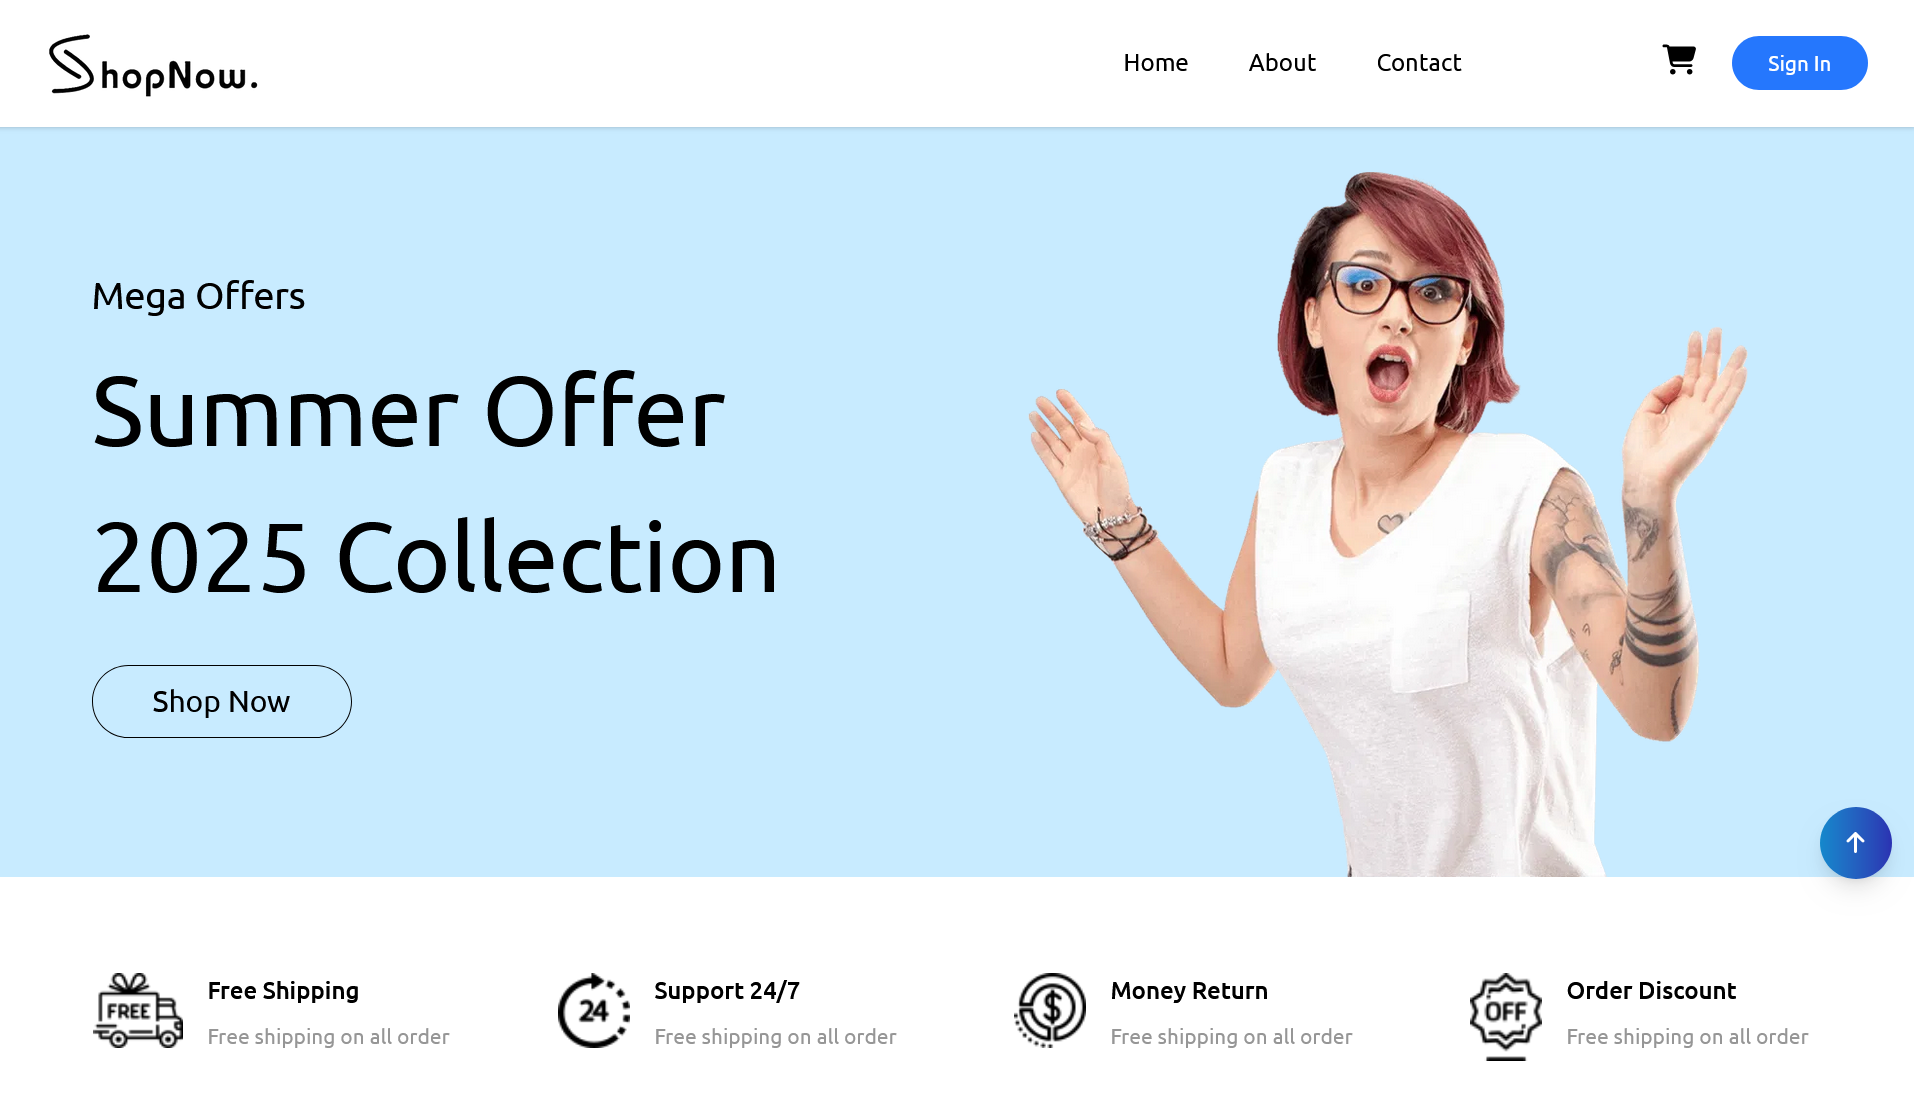 ShopNow.
Home
About
Contact
Sign In
Mega Offers
Summer Offer
2025 Collection
Shop Now
FREE
Free Shipping
Free shipping on all order
24
Support 24/7
Free shipping on all order
$
Money Return
Free shipping on all order
OFF
Order Discount
Free shipping on all order